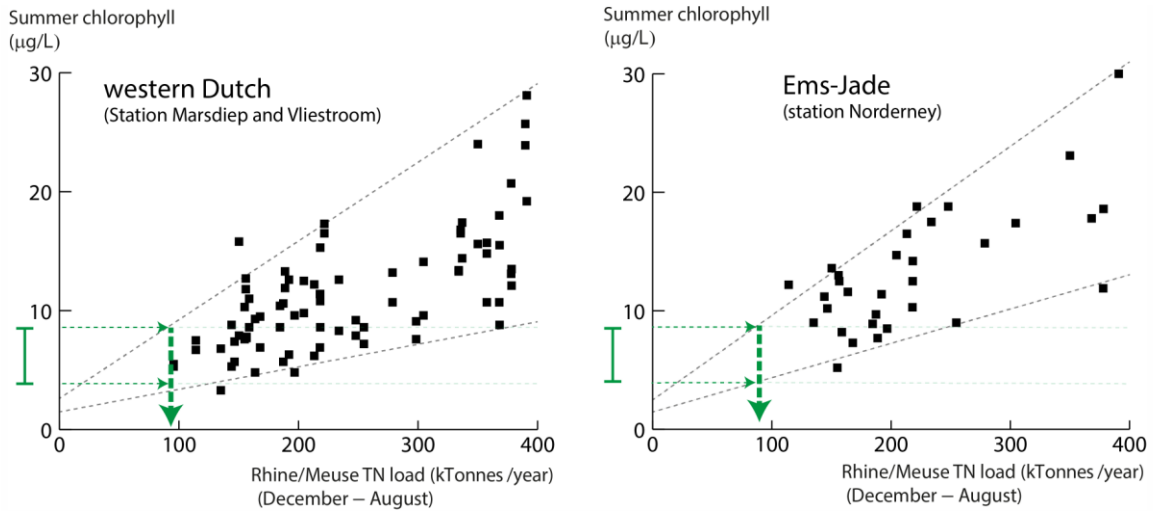 Summer chlorophyll
(μg/L)
30
20
10
0
western Dutch
(Station Marsdiep and Vliestroom)
0 100 200 300 400
Rhine/Meuse TN load (kTonnes /year)
(December – August)
Summer chlorophyll
(μg/L)
30
20
10
0
Ems-Jade
(station Norderney)
0 100 200 300 400
Rhine/Meuse TN load (kTonnes /year)
(December – August)